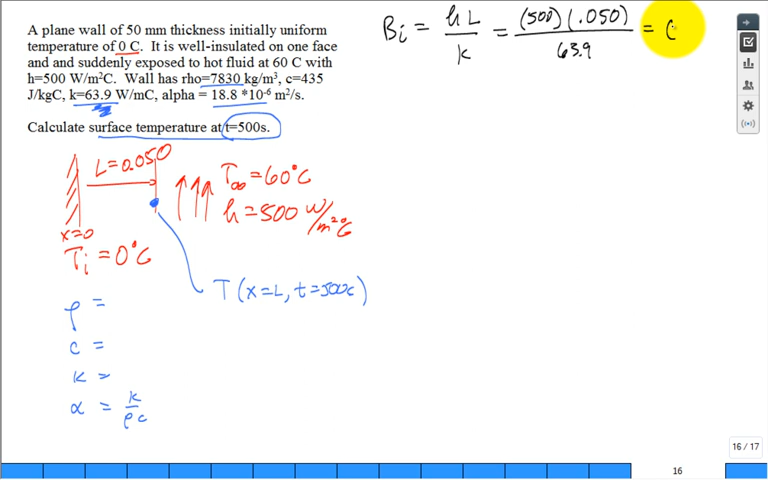 A plane wall of 50 mm thickness initially uniform
temperature of 0 C. It is well-insulated on one face
and and suddenly exposed to hot fluid at 60 C with
h=500 W/m²C. Wall has rho=7830 kg/m³, c=435
J/kgC, k=63.9 W/mC, alpha = 18.8 *10⁻⁶ m²/s.
Calculate surface temperature at t=500s.
Bi = hL/k = (500)(.050)/63.9 = 0
L=0.050
T∞ = 60°C
h = 500 W/m²°C
x=0
Ti = 0°C
T(x=L, t=500s)
ρ =
c =
k =
α = k/ρc
16 / 17
16